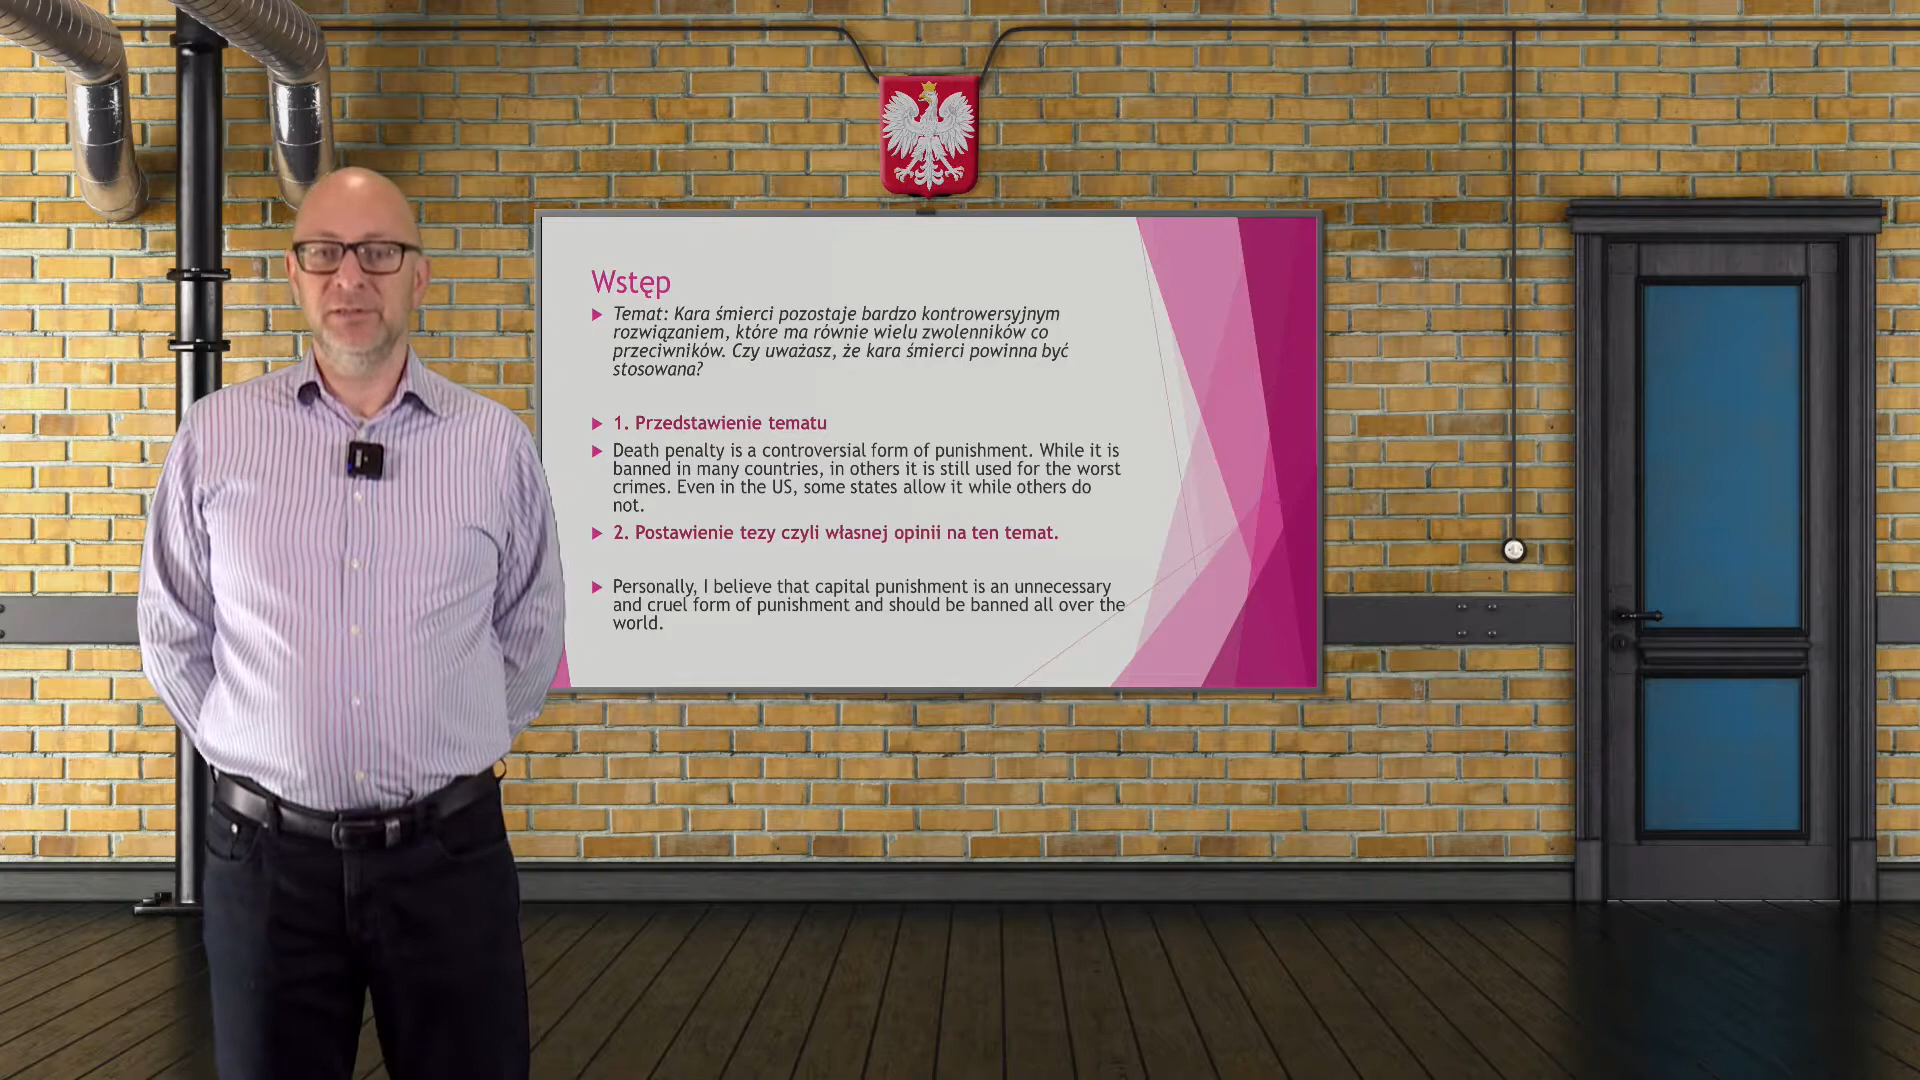 Wstęp
Temat: Kara śmierci pozostaje bardzo kontrowersyjnym
rozwiązaniem, które ma równie wielu zwolenników co
przeciwników. Czy uważasz, że kara śmierci powinna być
stosowana?
1. Przedstawienie tematu
Death penalty is a controversial form of punishment. While it is
banned in many countries, in others it is still used for the worst
crimes. Even in the US, some states allow it while others do
not.
2. Postawienie tezy czyli własnej opinii na ten temat.
Personally, I believe that capital punishment is an unnecessary
and cruel form of punishment and should be banned all over the
world.